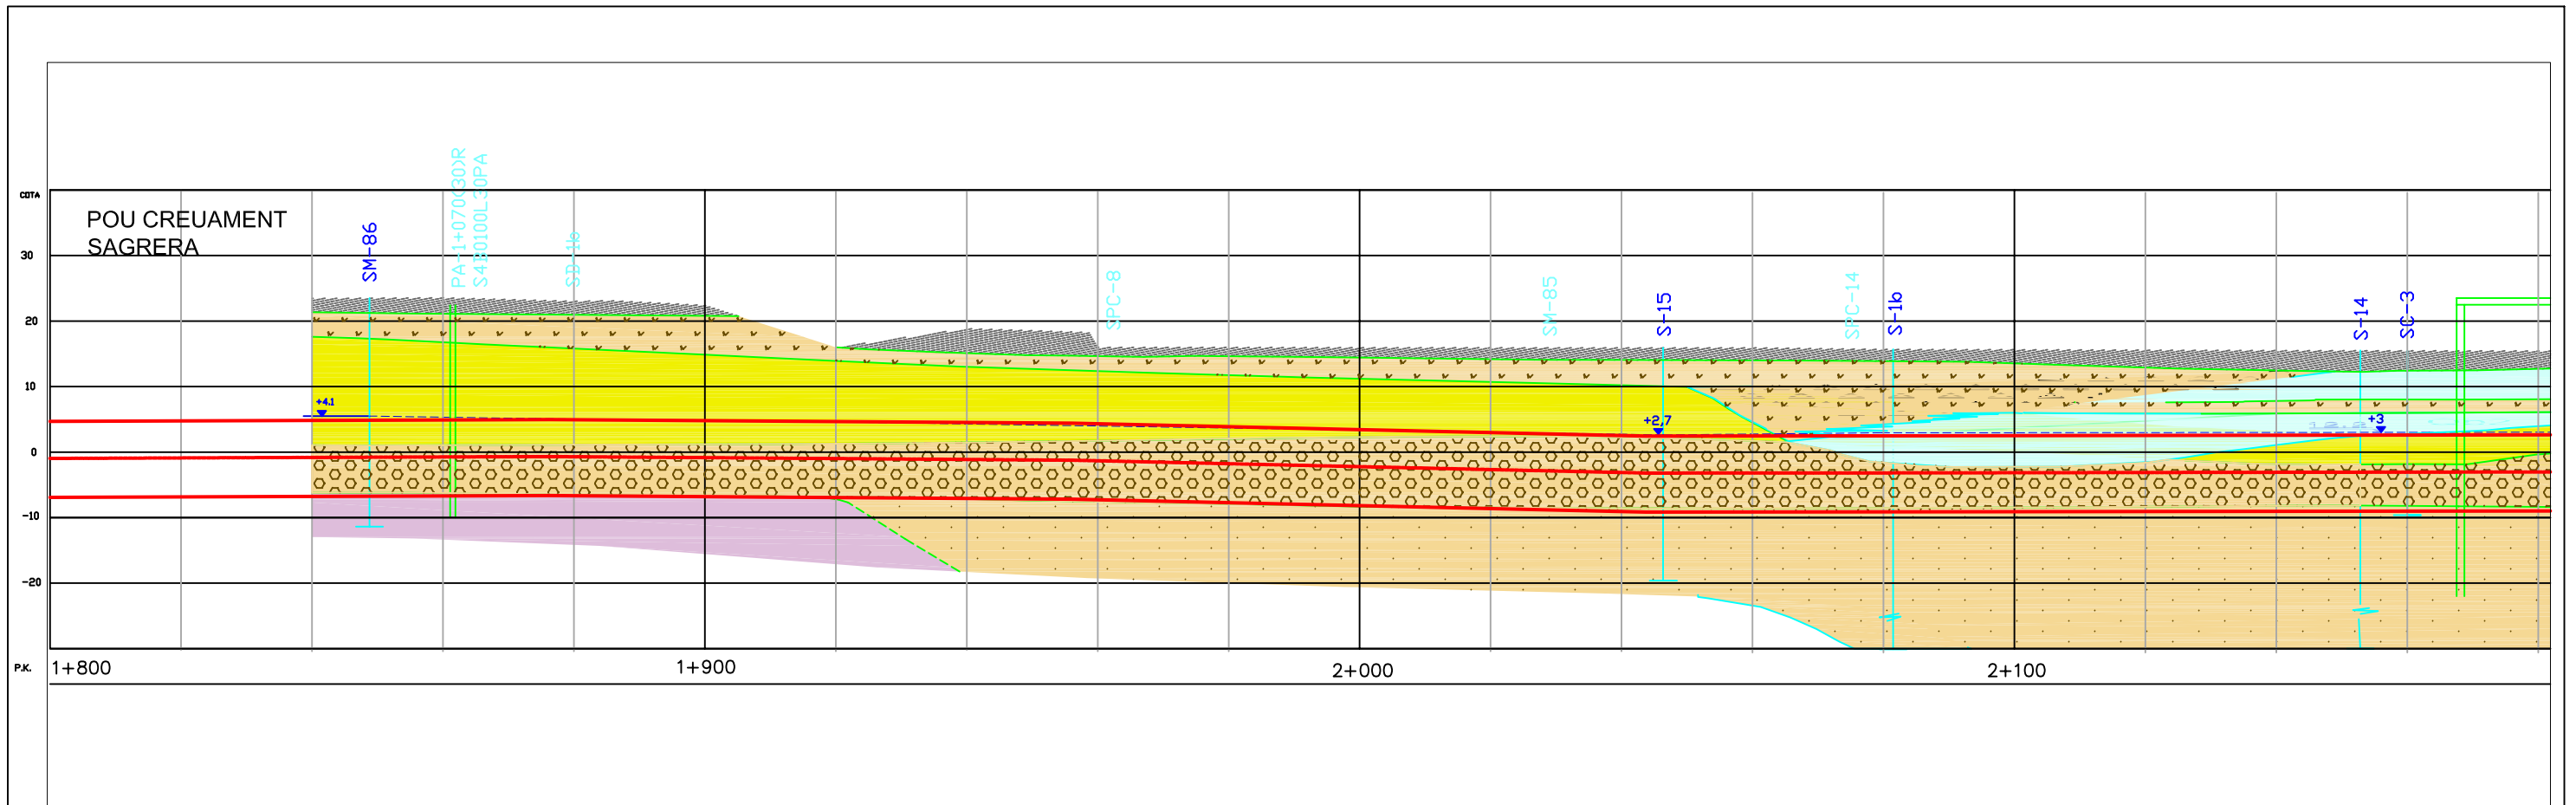 COTA
POU CREUAMENT
SAGRERA
30
20
10
0
-10
-20
SM-86
S4B0100L330PA
SD-1b
SPC-8
SM-85
S-15
SPC-14
S-1b
S-14
SC-3
+4.1
+2,7
+3
P.K.
1+800
1+900
2+000
2+100